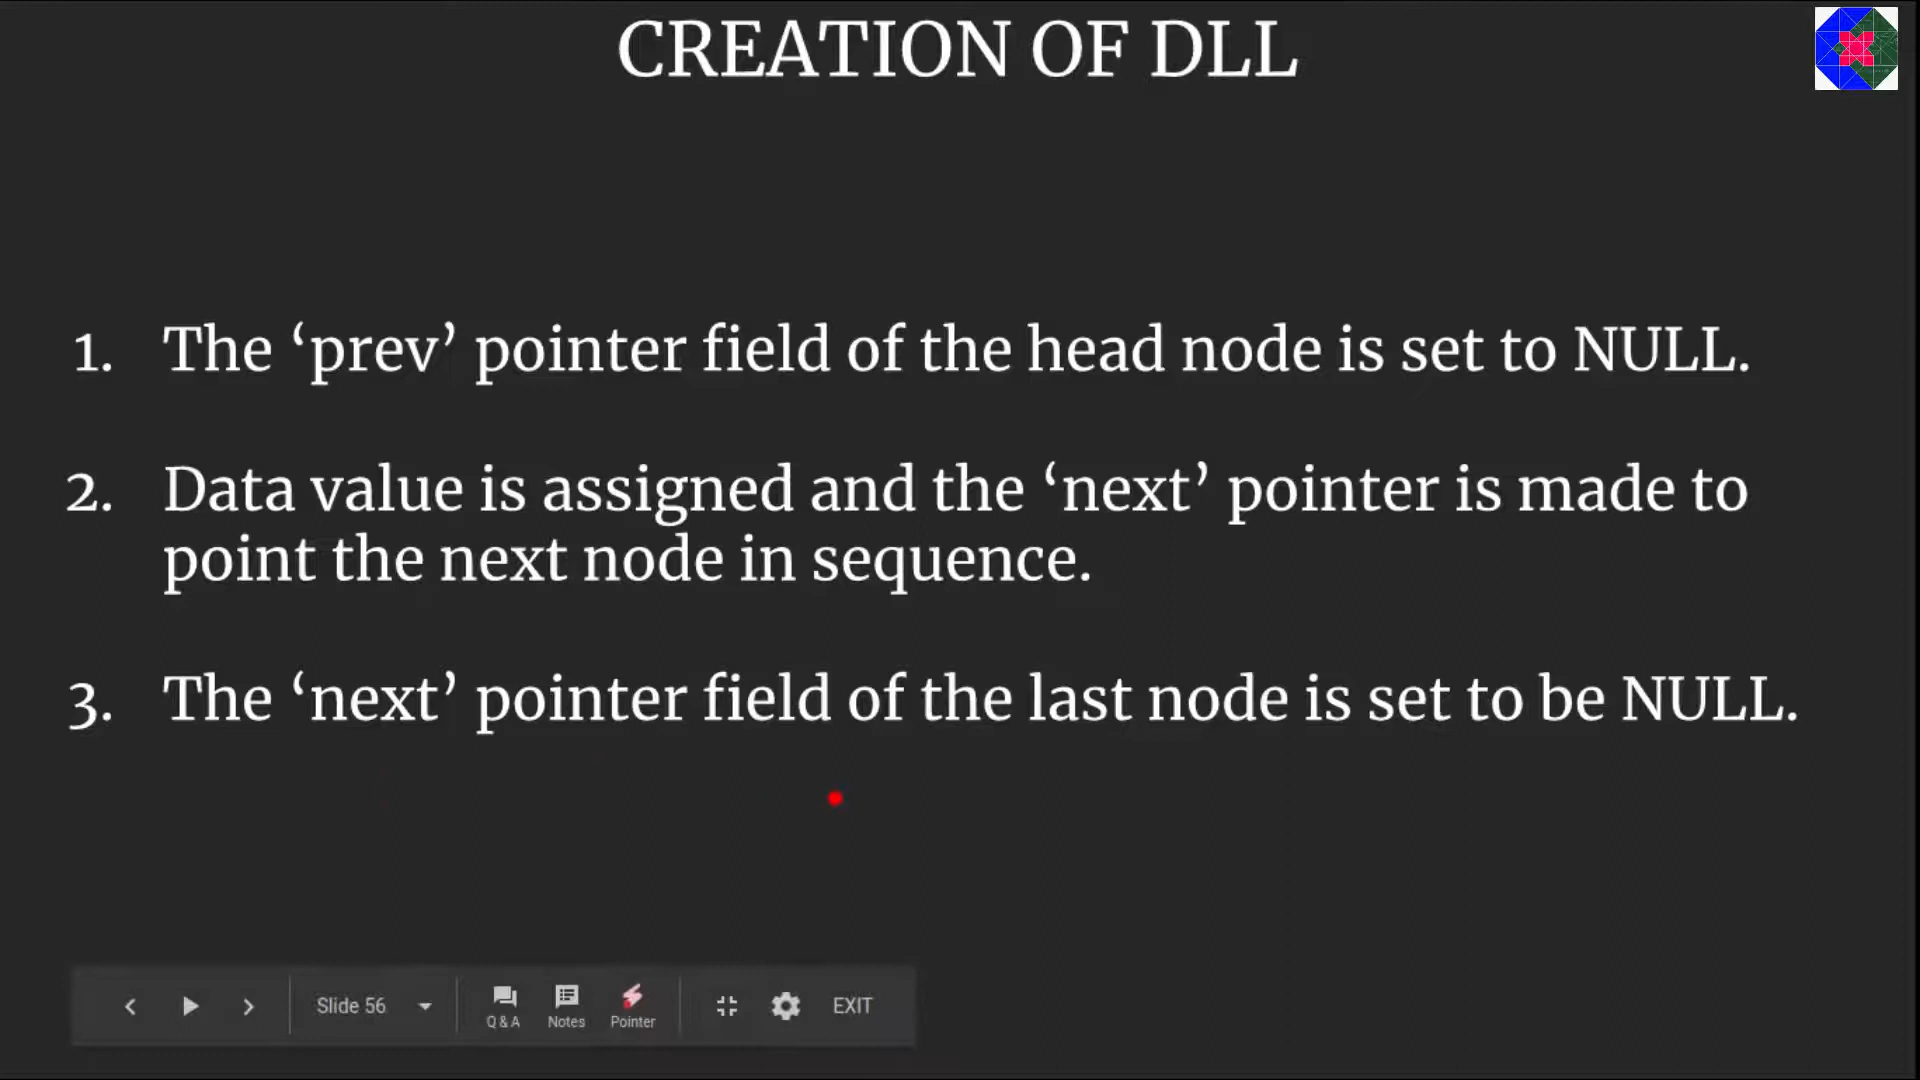 CREATION OF DLL
1. The ‘prev’ pointer field of the head node is set to NULL.
2. Data value is assigned and the ‘next’ pointer is made to
point the next node in sequence.
3. The ‘next’ pointer field of the last node is set to be NULL.
Slide 56
Q & A
Notes
Pointer
EXIT